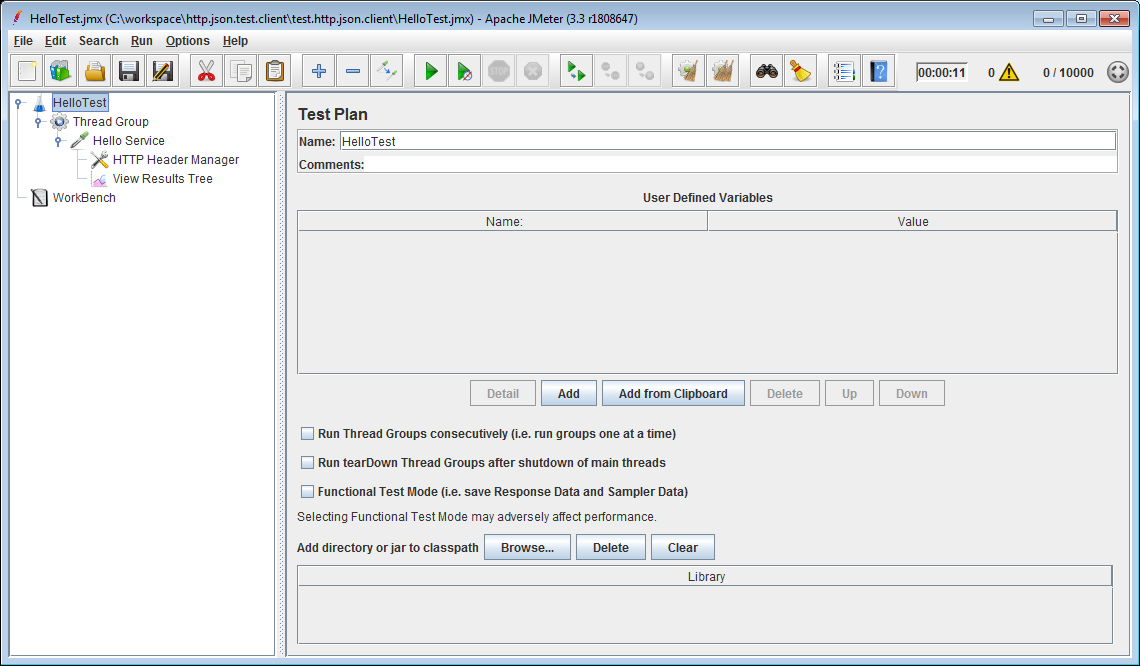 HelloTest.jmx (C:\workspace\http.json.test.client\test.http.json.client\HelloTest.jmx) - Apache JMeter (3.3 r1808647)
File Edit Search Run Options Help
STOP 00:00:11 0 0 / 10000
HelloTest
Thread Group
Hello Service
HTTP Header Manager
View Results Tree
WorkBench
Test Plan
Name: HelloTest
Comments:
User Defined Variables
Name: Value
Detail Add Add from Clipboard Delete Up Down
Run Thread Groups consecutively (i.e. run groups one at a time)
Run tearDown Thread Groups after shutdown of main threads
Functional Test Mode (i.e. save Response Data and Sampler Data)
Selecting Functional Test Mode may adversely affect performance.
Add directory or jar to classpath Browse... Delete Clear
Library